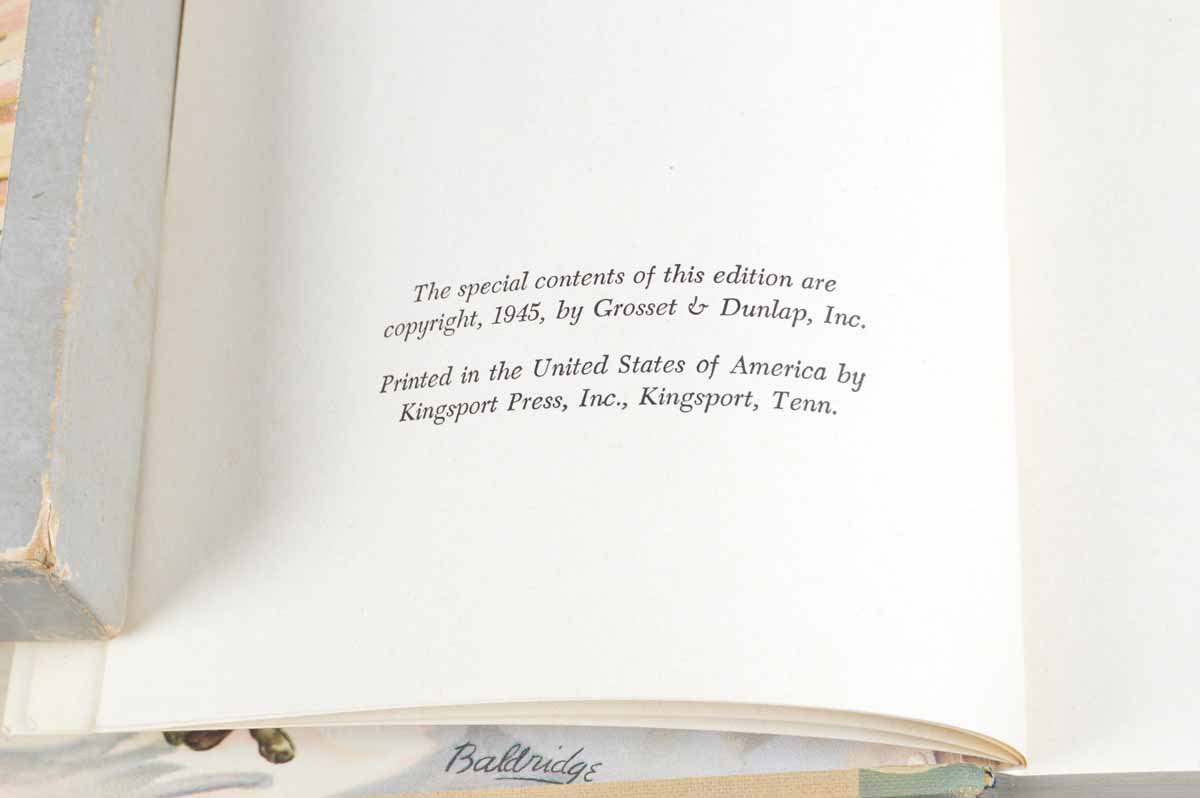 The special contents of this edition are
copyright, 1945, by Grosset & Dunlap, Inc.
Printed in the United States of America by
Kingsport Press, Inc., Kingsport, Tenn.
Baldridge